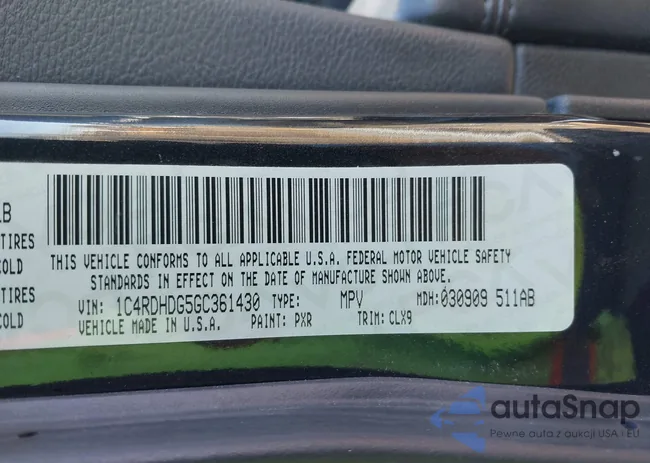 LB
THIS VEHICLE CONFORMS TO ALL APPLICABLE U.S.A. FEDERAL MOTOR VEHICLE SAFETY
TIRES
COLD
STANDARDS IN EFFECT ON THE DATE OF MANUFACTURE SHOWN ABOVE.
TIRES
VIN: 1C4RDHDG5GC361430 TYPE: MPV MDH: 030909 511AB
COLD
VEHICLE MADE IN U.S.A. PAINT: PXR TRIM: CLX9
autaSnap
Pewne auta z aukcji USA i EU